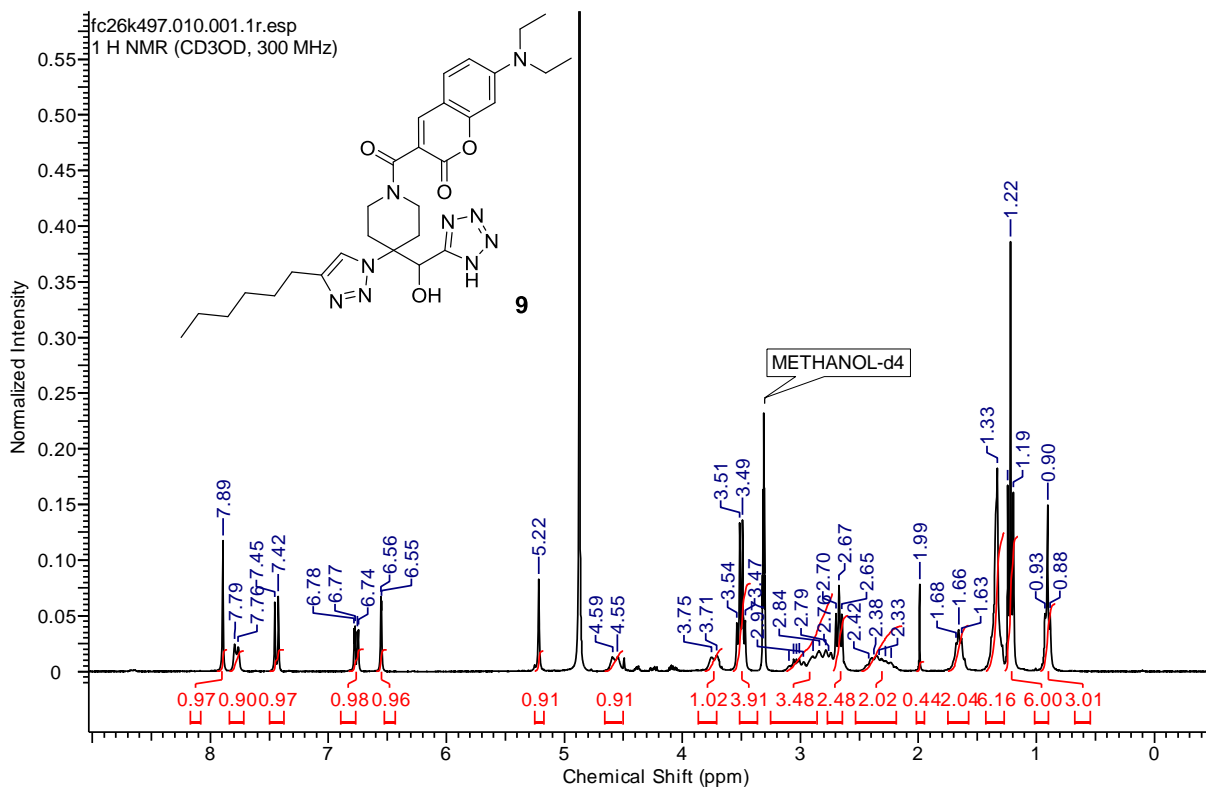 fc26k497.010.001.1r.esp
1 H NMR (CD3OD, 300 MHz)
N
O
O
O
N
N
N
N
N
H
N
N
N
OH
9
METHANOL-d4
Normalized Intensity
0.55
0.50
0.45
0.40
0.35
0.30
0.25
0.20
0.15
0.10
0.05
0
7.89
7.79
7.76
7.45
7.42
6.78
6.77
6.74
6.56
6.55
5.22
4.59
4.55
3.75
3.71
3.54
3.51
3.49
3.47
2.97
2.84
2.79
2.76
2.70
2.67
2.65
2.42
2.38
2.33
1.99
1.68
1.66
1.63
1.33
1.22
1.19
0.93
0.90
0.88
0.97 0.90 0.97 0.98 0.96 0.91 0.91 1.02 3.91 3.48 2.48 2.02 0.44 2.04 6.16 6.00 3.01
8 7 6 5 4 3 2 1 0
Chemical Shift (ppm)